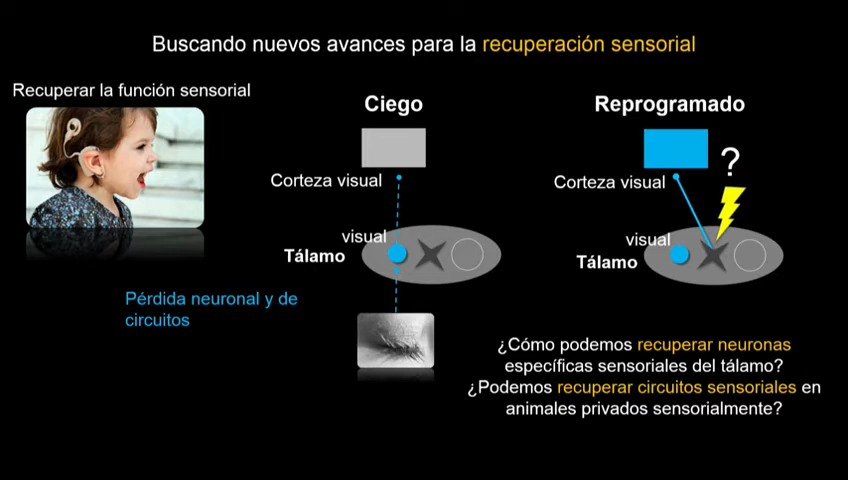 Buscando nuevos avances para la recuperación sensorial
Recuperar la función sensorial
Ciego
Corteza visual
visual
Tálamo
Pérdida neuronal y de
circuitos
Reprogramado
?
Corteza visual
visual
Tálamo
¿Cómo podemos recuperar neuronas
específicas sensoriales del tálamo?
¿Podemos recuperar circuitos sensoriales en
animales privados sensorialmente?